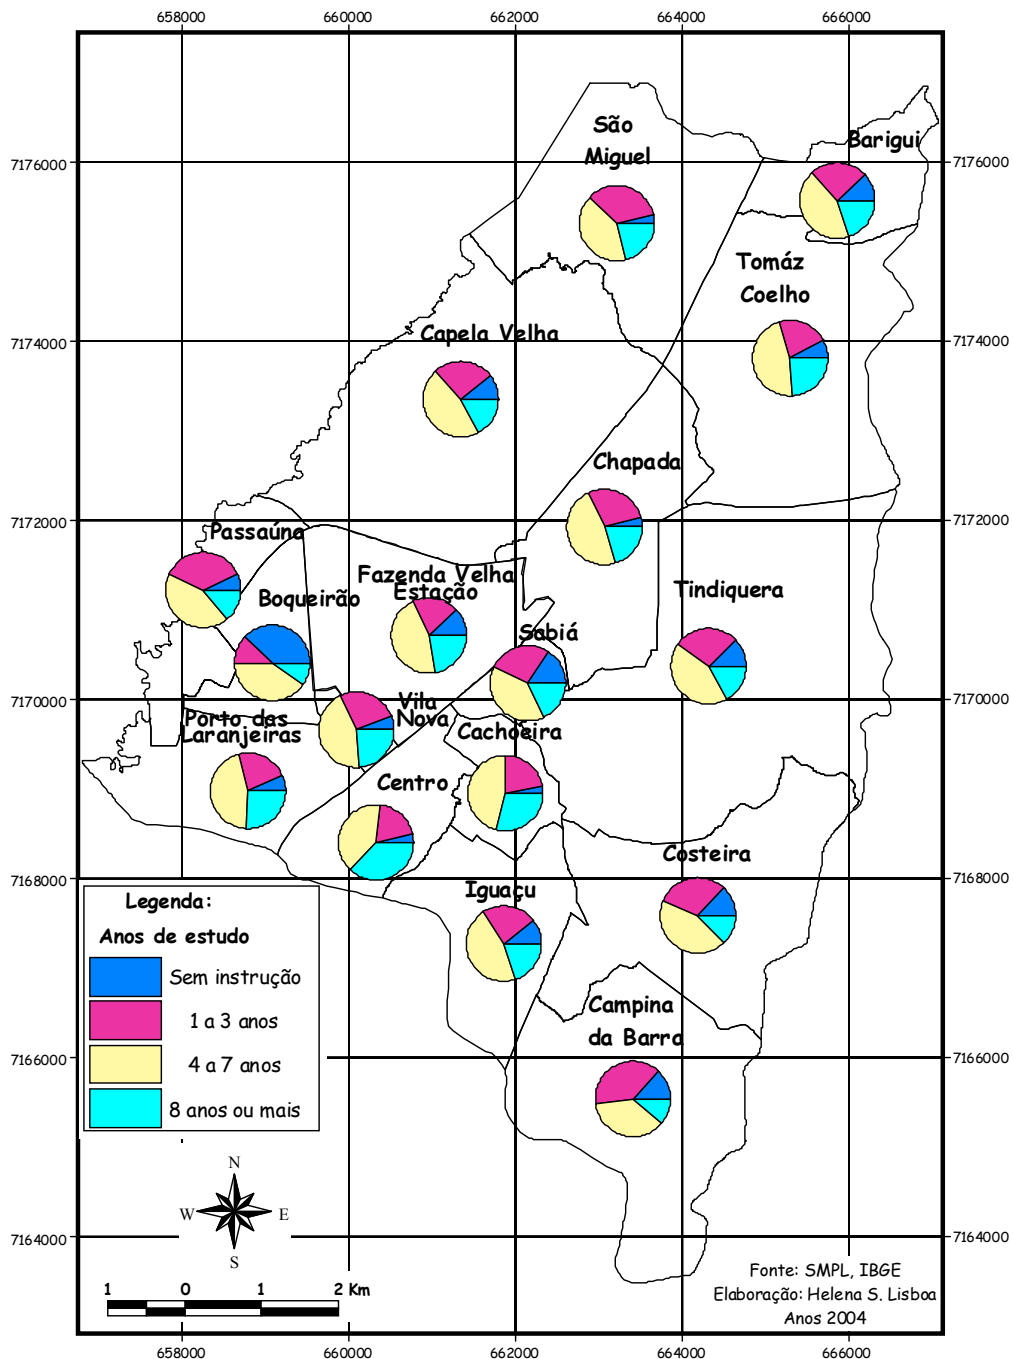 658000 660000 662000 664000 666000
São
Miguel
Barigui
7176000 7176000
Tomáz
Coelho
Capela Velha
7174000 7174000
Chapada
7172000 7172000
Passaúna
Fazenda Velha
Estação
Boqueirão
Tindiquera
Sabiá
7170000 7170000
Vila
Nova
Porto das
Laranjeiras
Cachoeira
Centro
Costeira
7168000 7168000
Iguaçu
Legenda:
Anos de estudo
Sem instrução
1 a 3 anos
4 a 7 anos
8 anos ou mais
Campina
da Barra
7166000 7166000
N
W E
S
7164000 7164000
1 0 1 2 Km
Fonte: SMPL, IBGE
Elaboração: Helena S. Lisboa
Anos 2004
658000 660000 662000 664000 666000